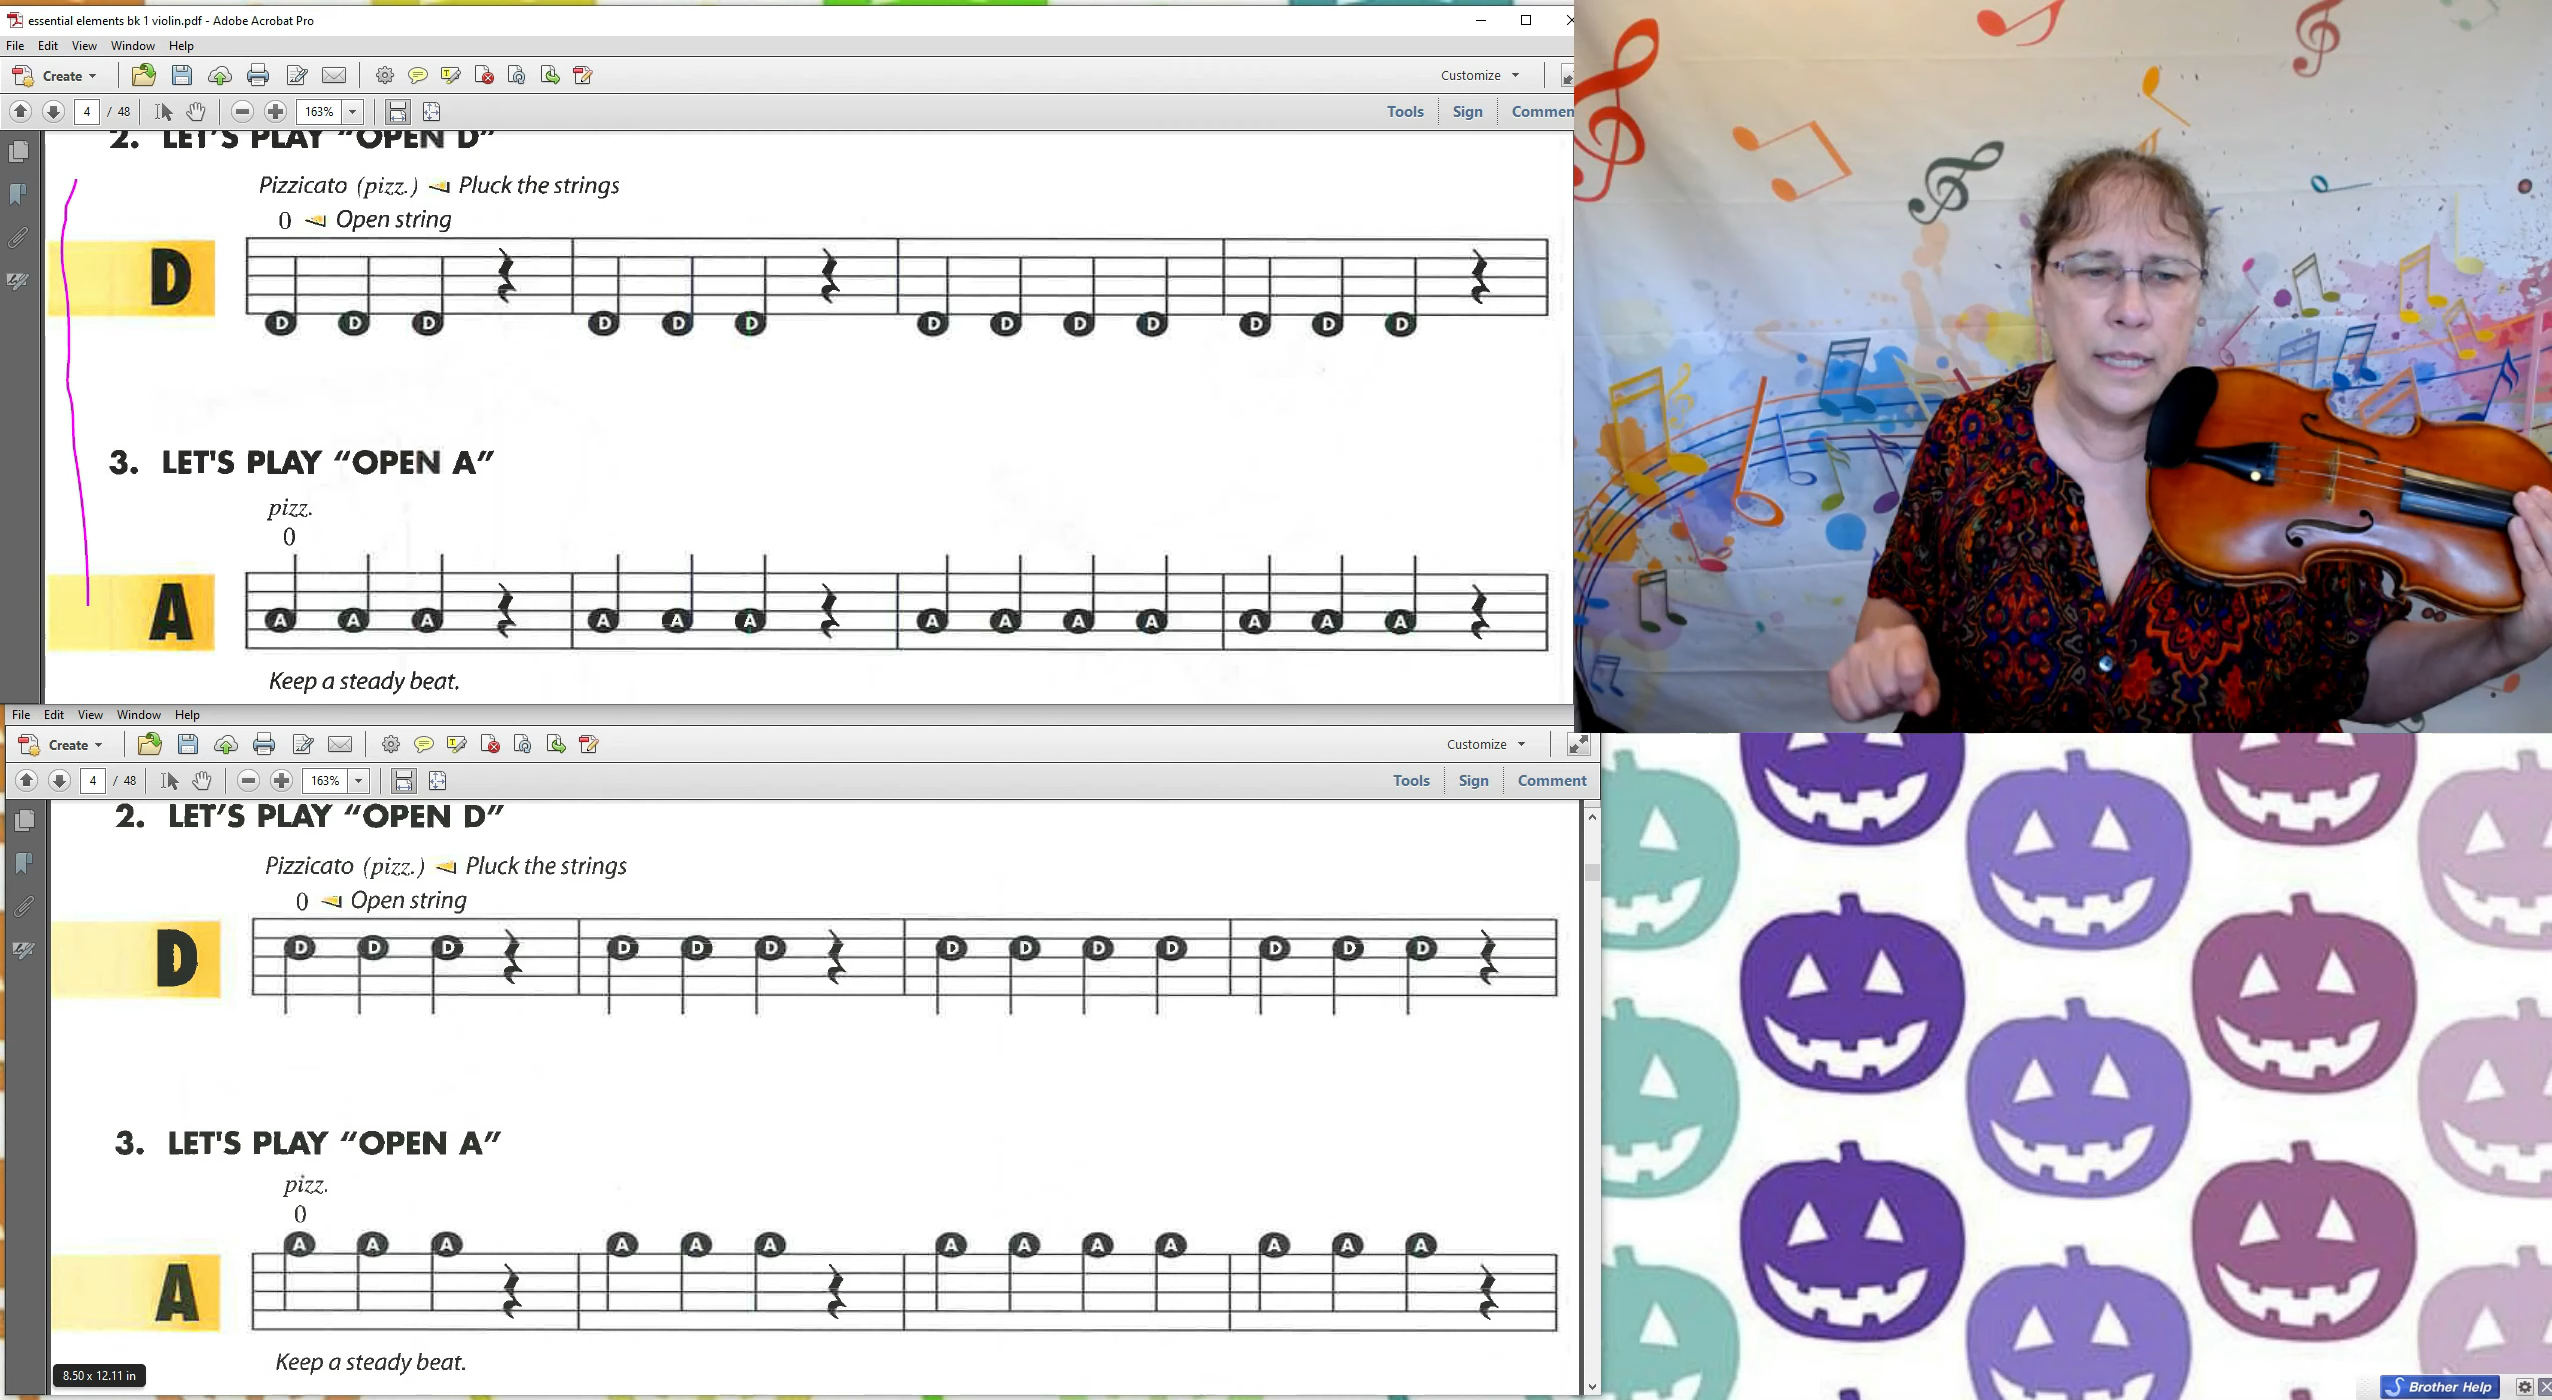 essential elements bk 1 violin.pdf - Adobe Acrobat Pro
File Edit View Window Help
Create Customize
4 / 48 163% Tools Sign Commen
2. LET'S PLAY “OPEN D”
Pizzicato (pizz.) Pluck the strings
0 Open string
D
D D D D D D D D D D D D D
3. LET'S PLAY “OPEN A”
pizz.
0
A
A A A A A A A A A A A A A
Keep a steady beat.
File Edit View Window Help
Create Customize
4 / 48 163% Tools Sign Comment
2. LET'S PLAY “OPEN D”
Pizzicato (pizz.) Pluck the strings
0 Open string
D
D D D D D D D D D D D D D
3. LET'S PLAY “OPEN A”
pizz.
0
A
A A A A A A A A A A A A A
Keep a steady beat.
8.50 x 12.11 in
Brother Help